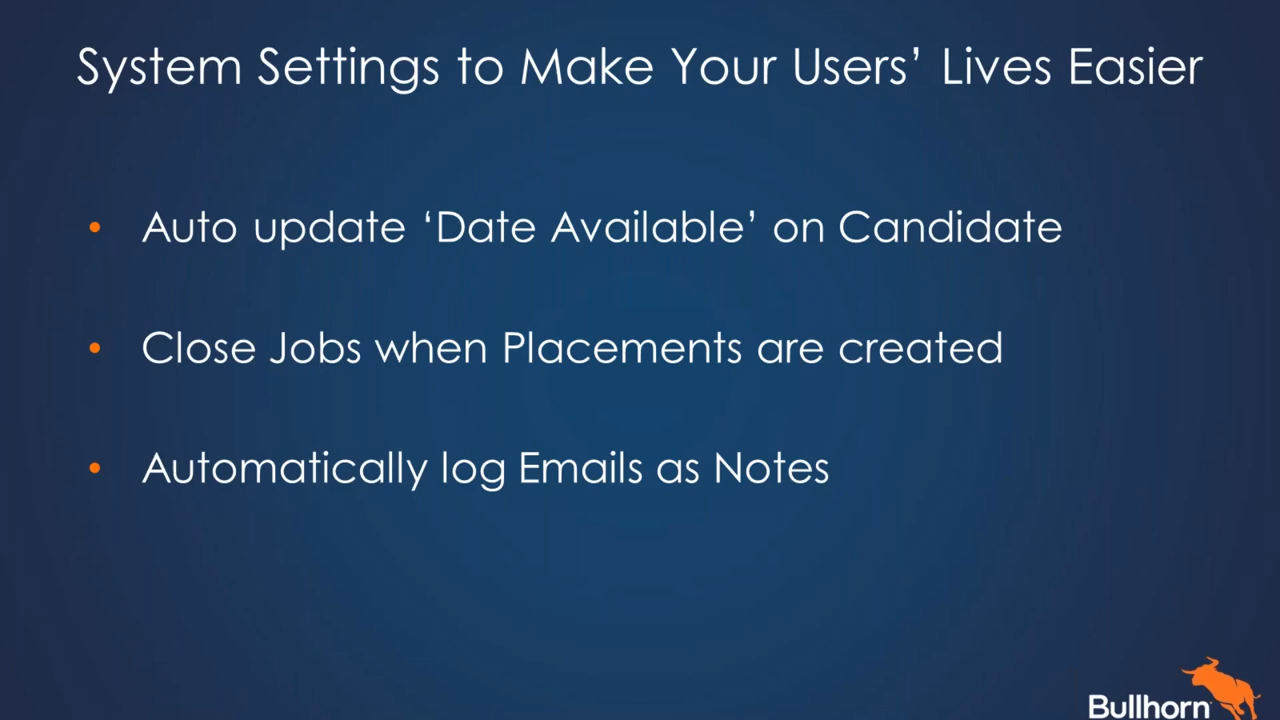 System Settings to Make Your Users’ Lives Easier
• Auto update ‘Date Available’ on Candidate
• Close Jobs when Placements are created
• Automatically log Emails as Notes
Bullhorn